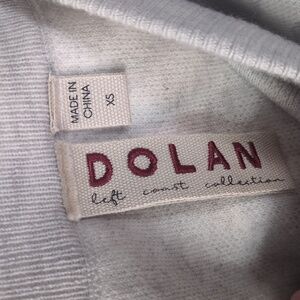 MADE IN
CHINA
XS
DOLAN
left coast collection